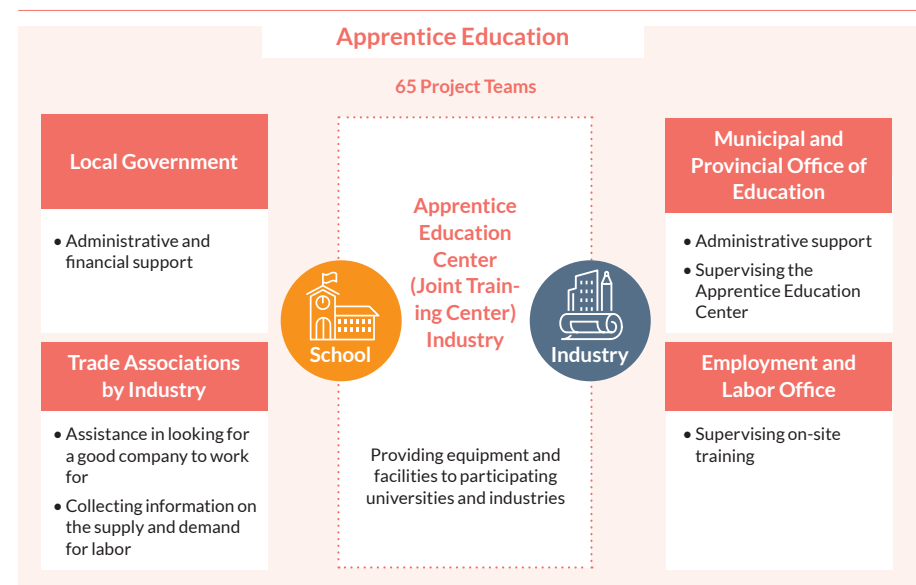 Apprentice Education
65 Project Teams
Local Government
• Administrative and
financial support
Trade Associations
by Industry
• Assistance in looking for
a good company to work
for
• Collecting information on
the supply and demand
for labor
Apprentice
Education
Center
(Joint Train-
ing Center)
Industry
School
Industry
Providing equipment and
facilities to participating
universities and industries
Municipal and
Provincial Office of
Education
• Administrative support
• Supervising the
Apprentice Education
Center
Employment and
Labor Office
• Supervising on-site
training